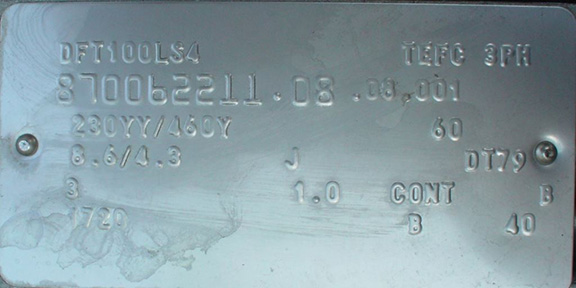 DFT100LS4 TEFC 3PH
870062211.08 .08.001
230YY/460Y 60
8.6/4.3 J DT79
3 1.0 CONT B
1720 B 40